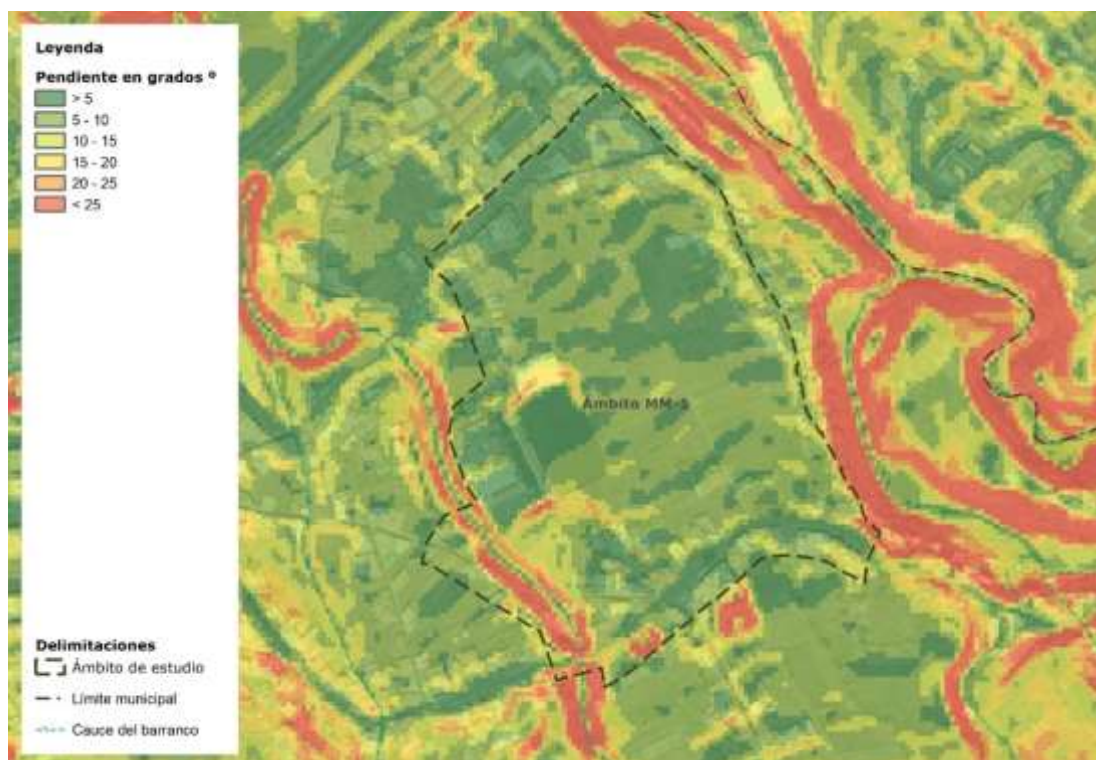 Leyenda
Pendiente en grados º
> 5
5 - 10
10 - 15
15 - 20
20 - 25
< 25
Ámbito MM-5
Delimitaciones
Ámbito de estudio
Límite municipal
Cauce del barranco